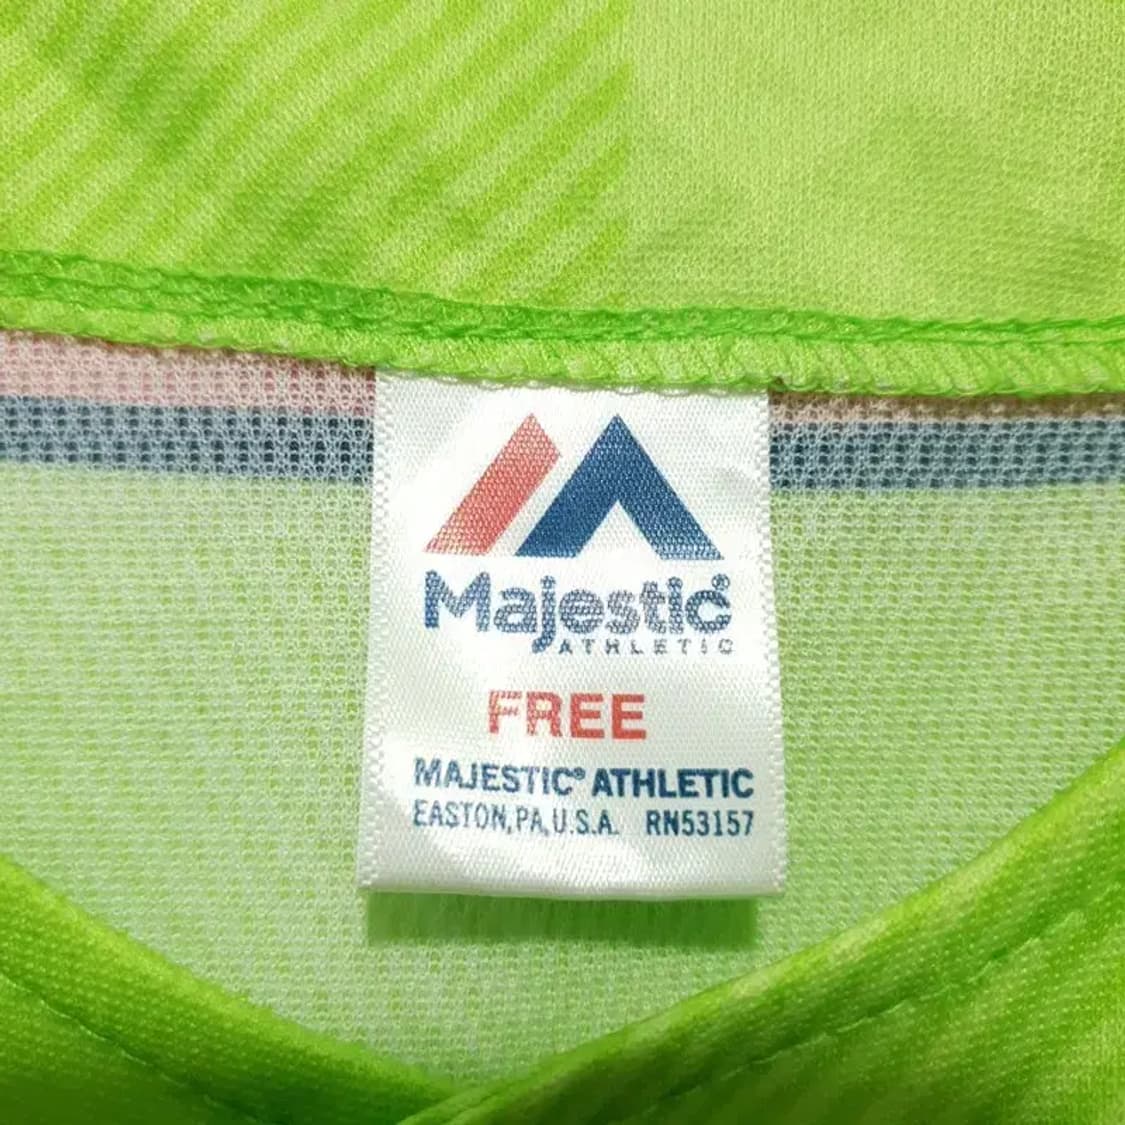 Majestic®
ATHLETIC
FREE
MAJESTIC® ATHLETIC
EASTON, PA, U.S.A. RN53157